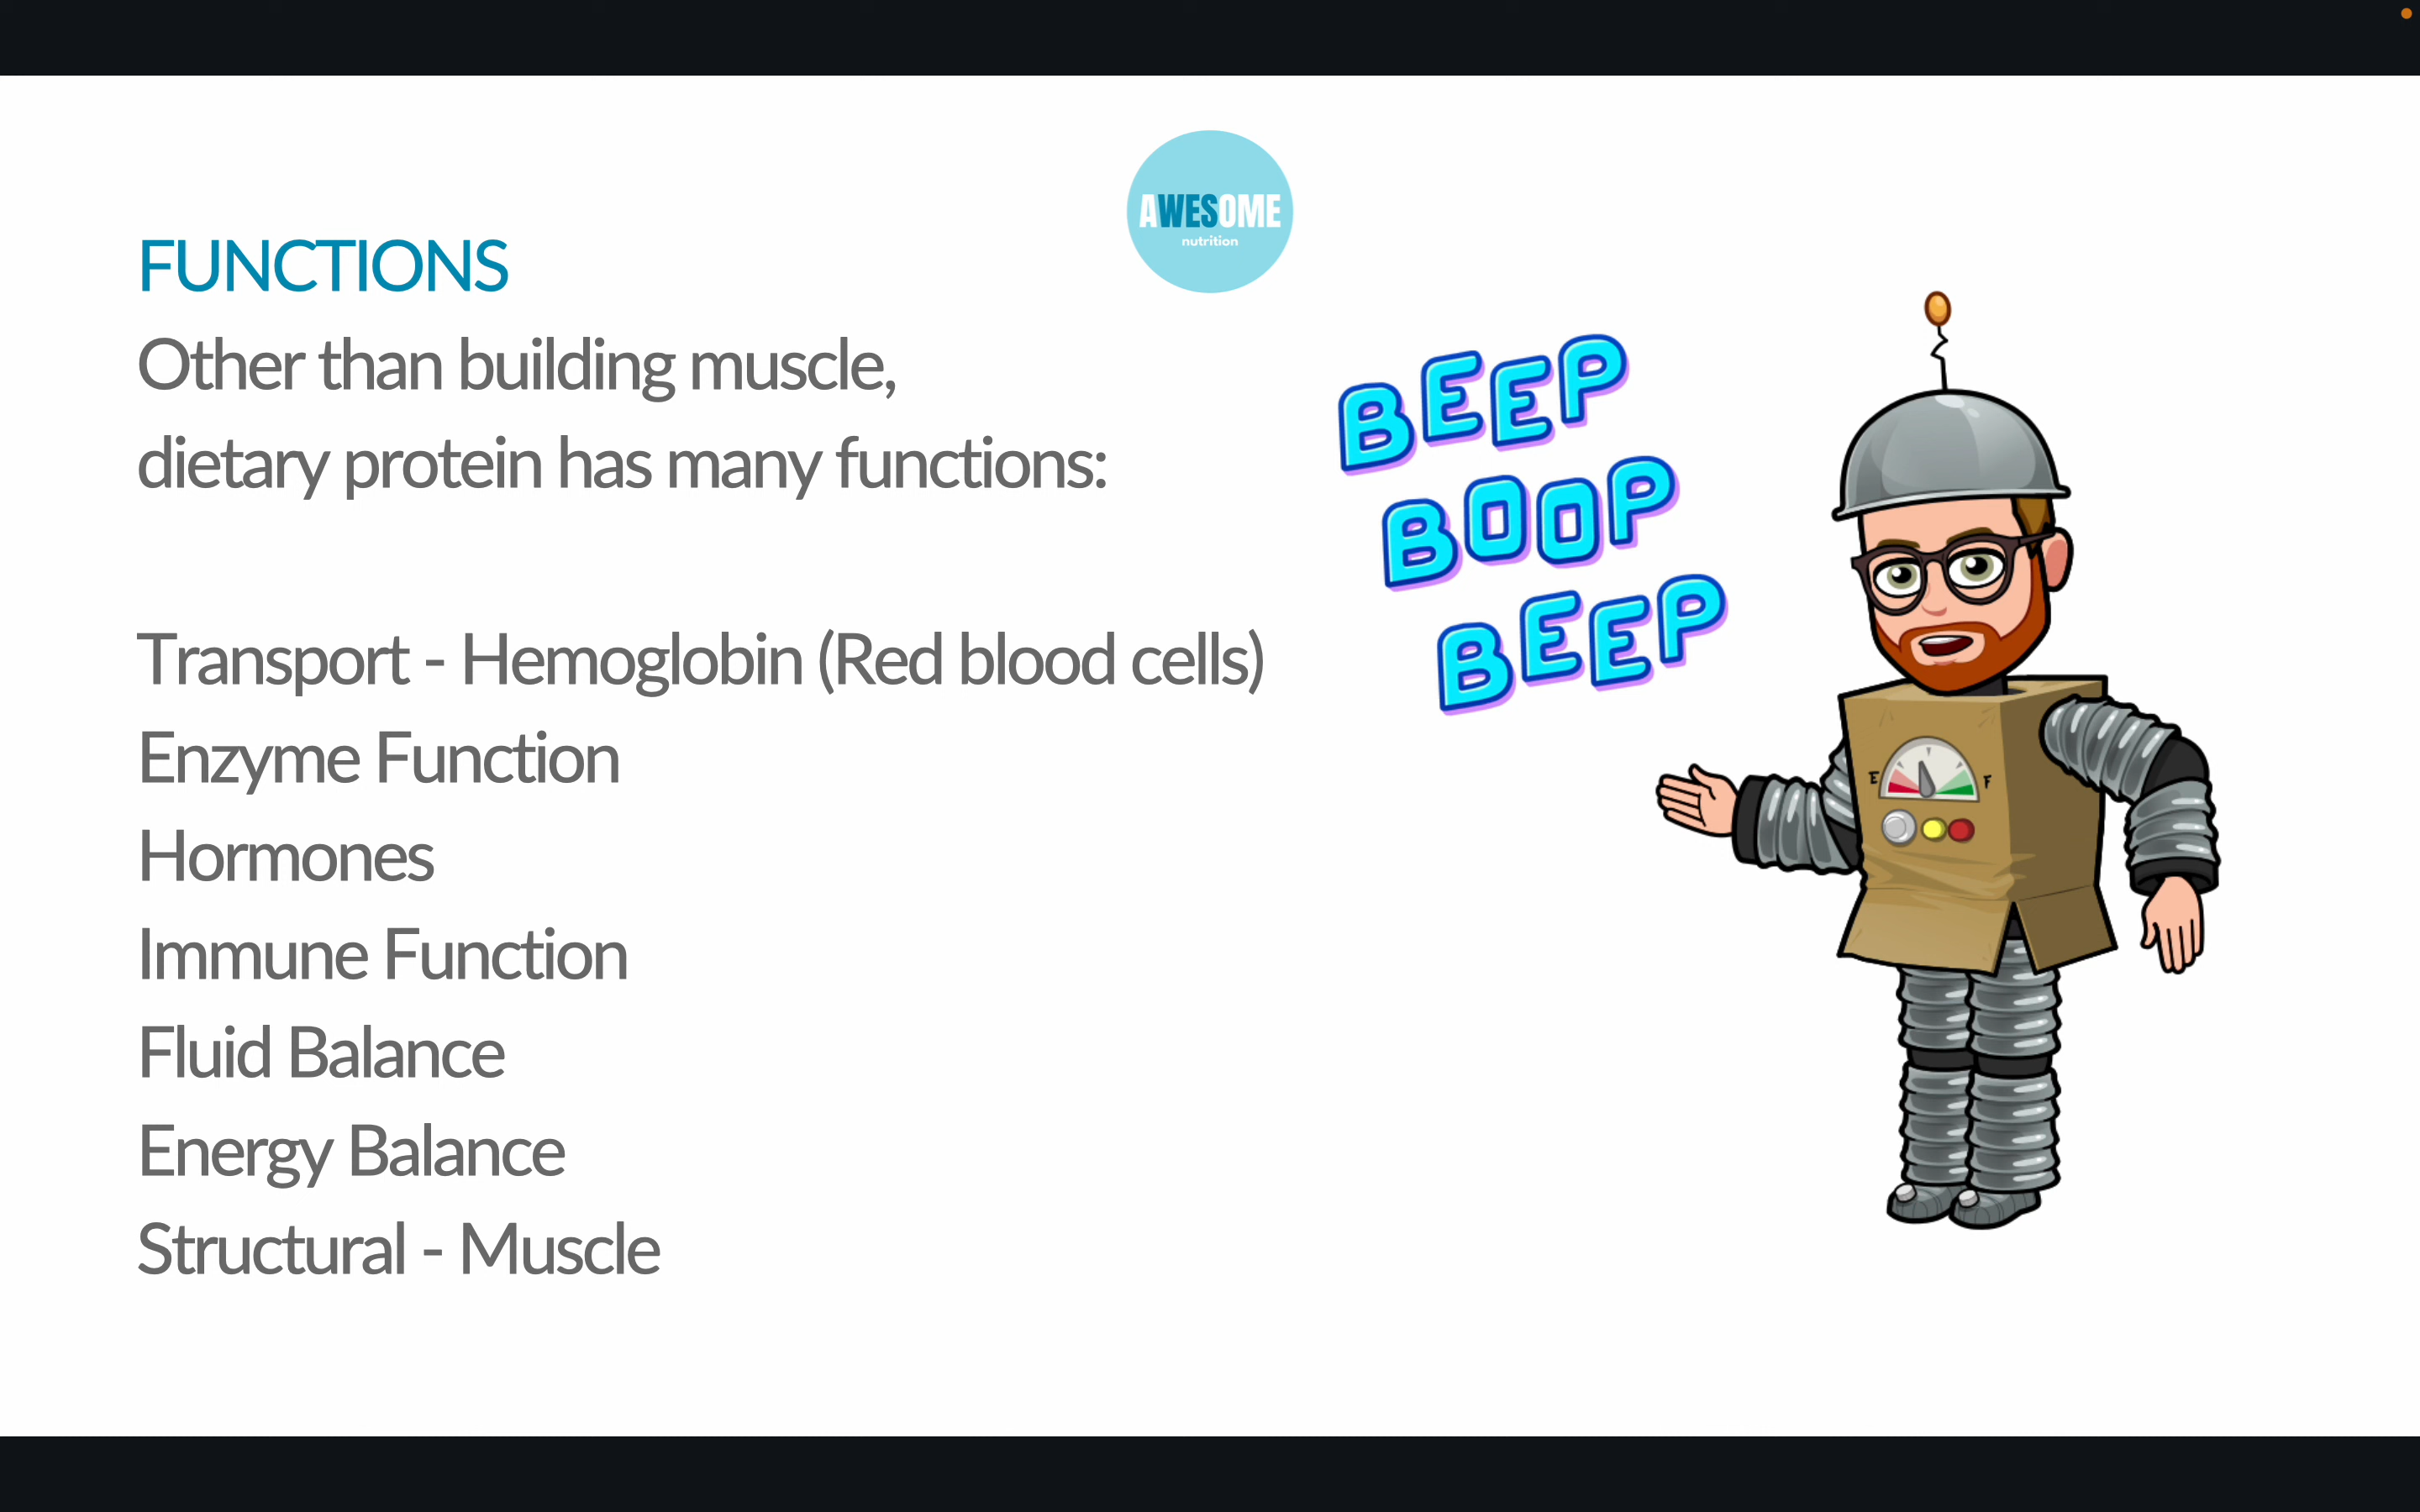 AWESOME
nutrition
FUNCTIONS
Other than building muscle,
dietary protein has many functions:
Transport - Hemoglobin (Red blood cells)
Enzyme Function
Hormones
Immune Function
Fluid Balance
Energy Balance
Structural - Muscle
BEEP
BOOP
BEEP
E F